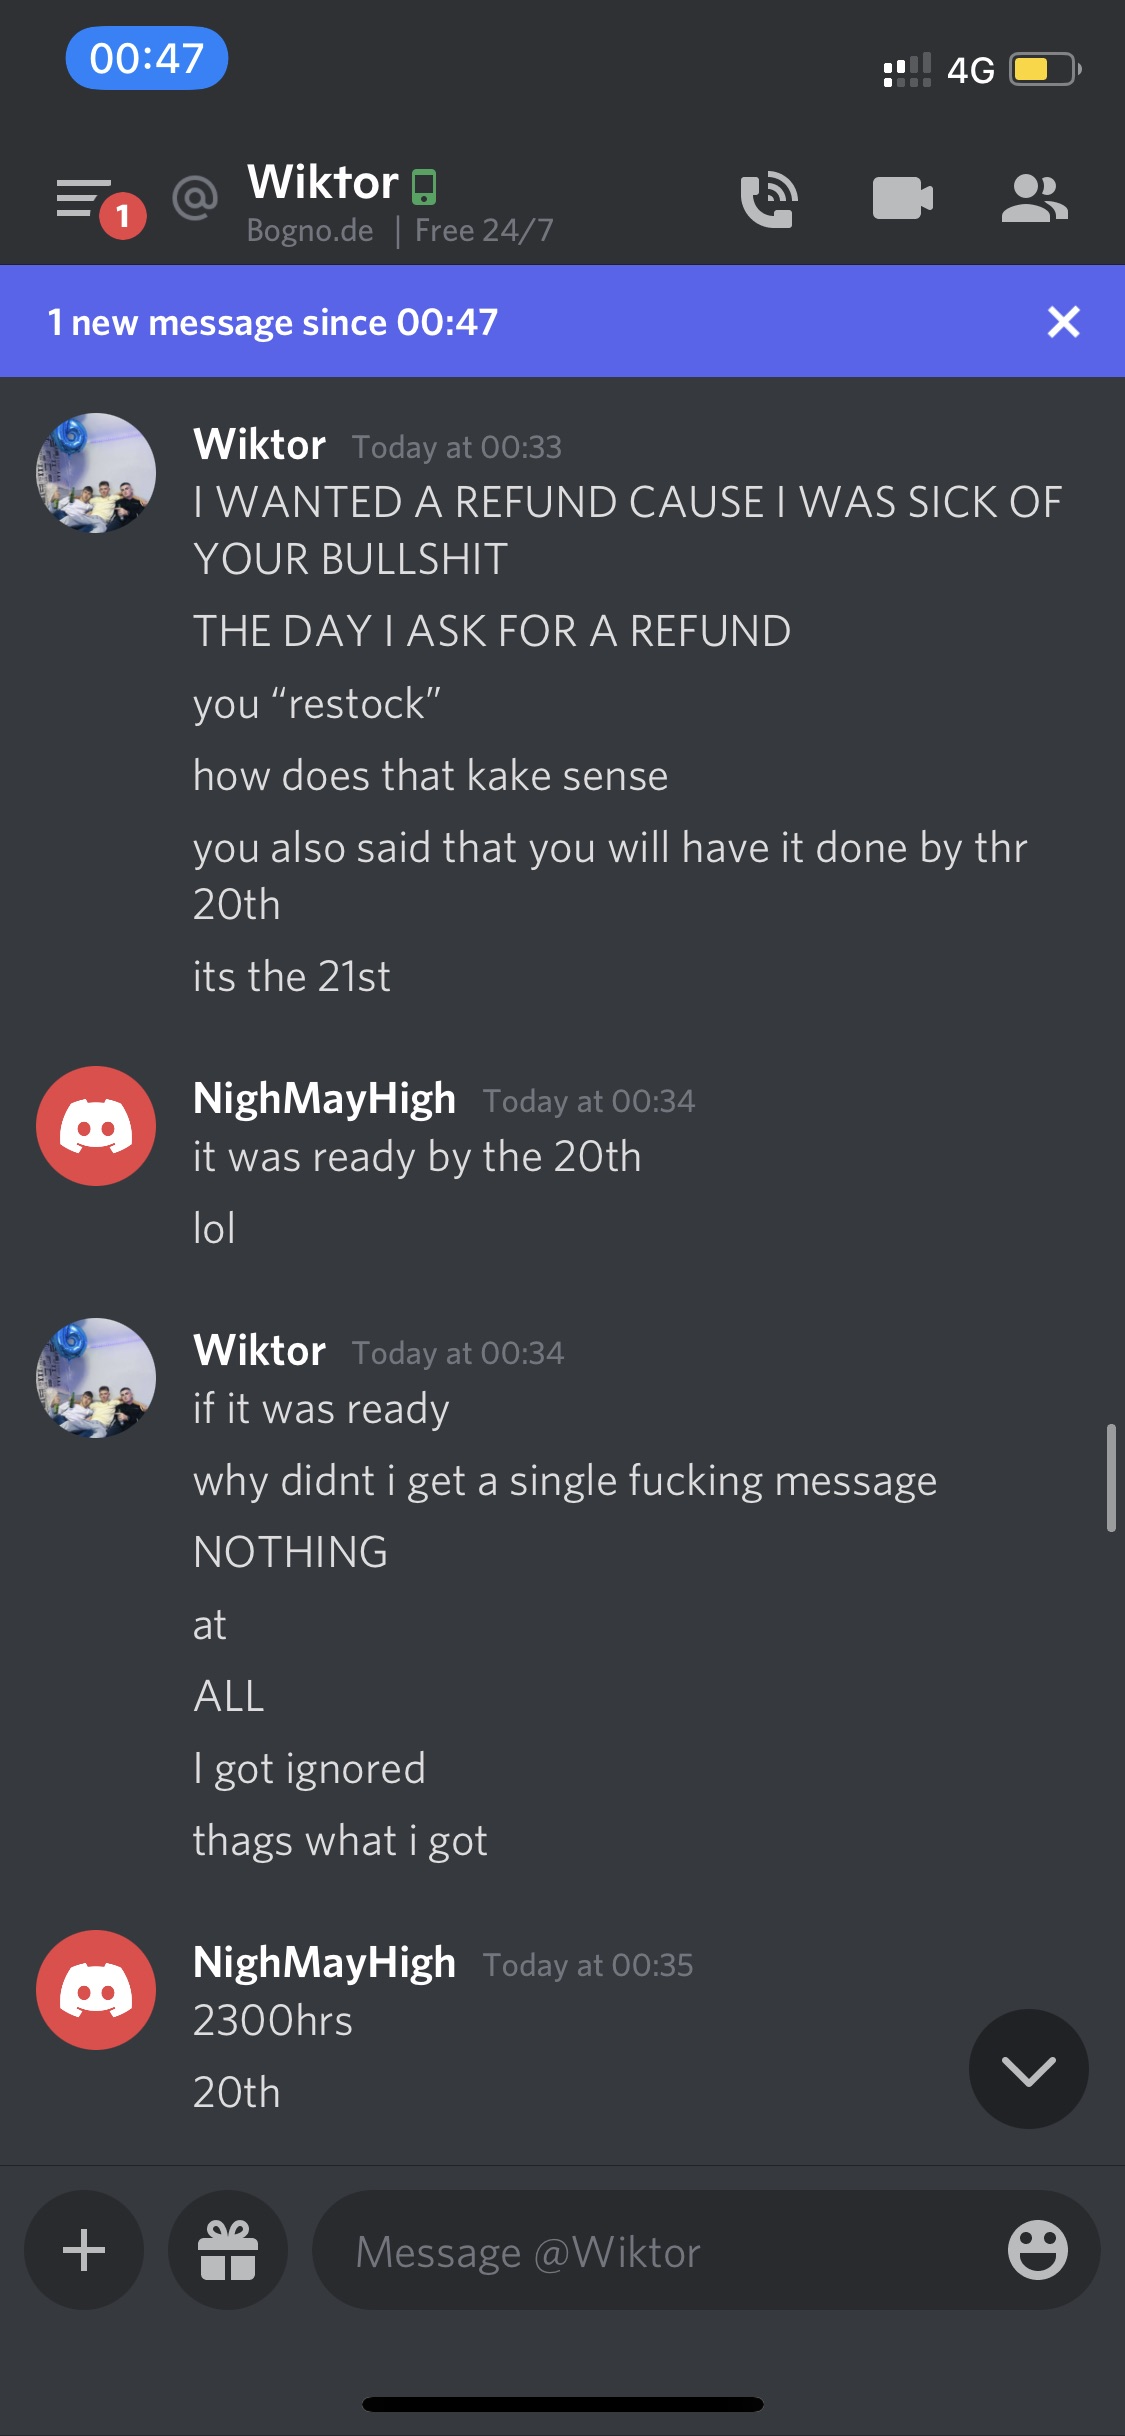 00:47
4G
1
Wiktor
Bogno.de | Free 24/7
1 new message since 00:47
Wiktor Today at 00:33
I WANTED A REFUND CAUSE I WAS SICK OF
YOUR BULLSHIT
THE DAY I ASK FOR A REFUND
you “restock”
how does that kake sense
you also said that you will have it done by thr
20th
its the 21st
NighMayHigh Today at 00:34
it was ready by the 20th
lol
Wiktor Today at 00:34
if it was ready
why didnt i get a single fucking message
NOTHING
at
ALL
I got ignored
thags what i got
NighMayHigh Today at 00:35
2300hrs
20th
Message @Wiktor